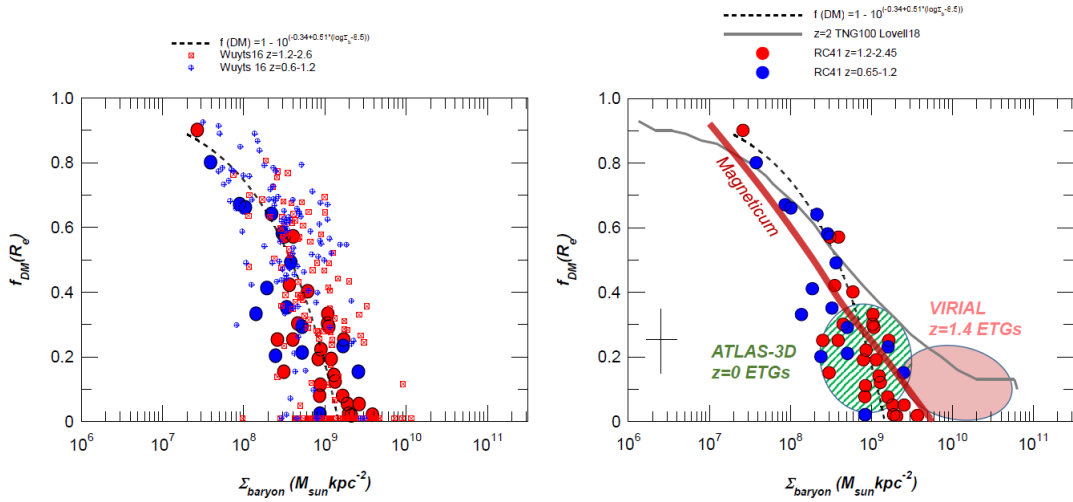 f (DM) =1 - 10^(-0.34+0.51*(logΣ_b-8.5))
Wuyts16 z=1.2-2.6
Wuyts 16 z=0.6-1.2
1.0
0.8
0.6
0.4
0.2
0
f_DM(R_e)
10^6 10^7 10^8 10^9 10^10 10^11
Σ_baryon (M_sun kpc^-2)
f (DM) =1 - 10^(-0.34+0.51*(logΣ_b-8.5))
z=2 TNG100 Lovell18
RC41 z=1.2-2.45
RC41 z=0.65-1.2
1.0
0.8
0.6
0.4
0.2
0
f_DM(R_e)
Magneticum
VIRIAL
z=1.4 ETGs
ATLAS-3D
z=0 ETGs
10^6 10^7 10^8 10^9 10^10 10^11
Σ_baryon (M_sun kpc^-2)